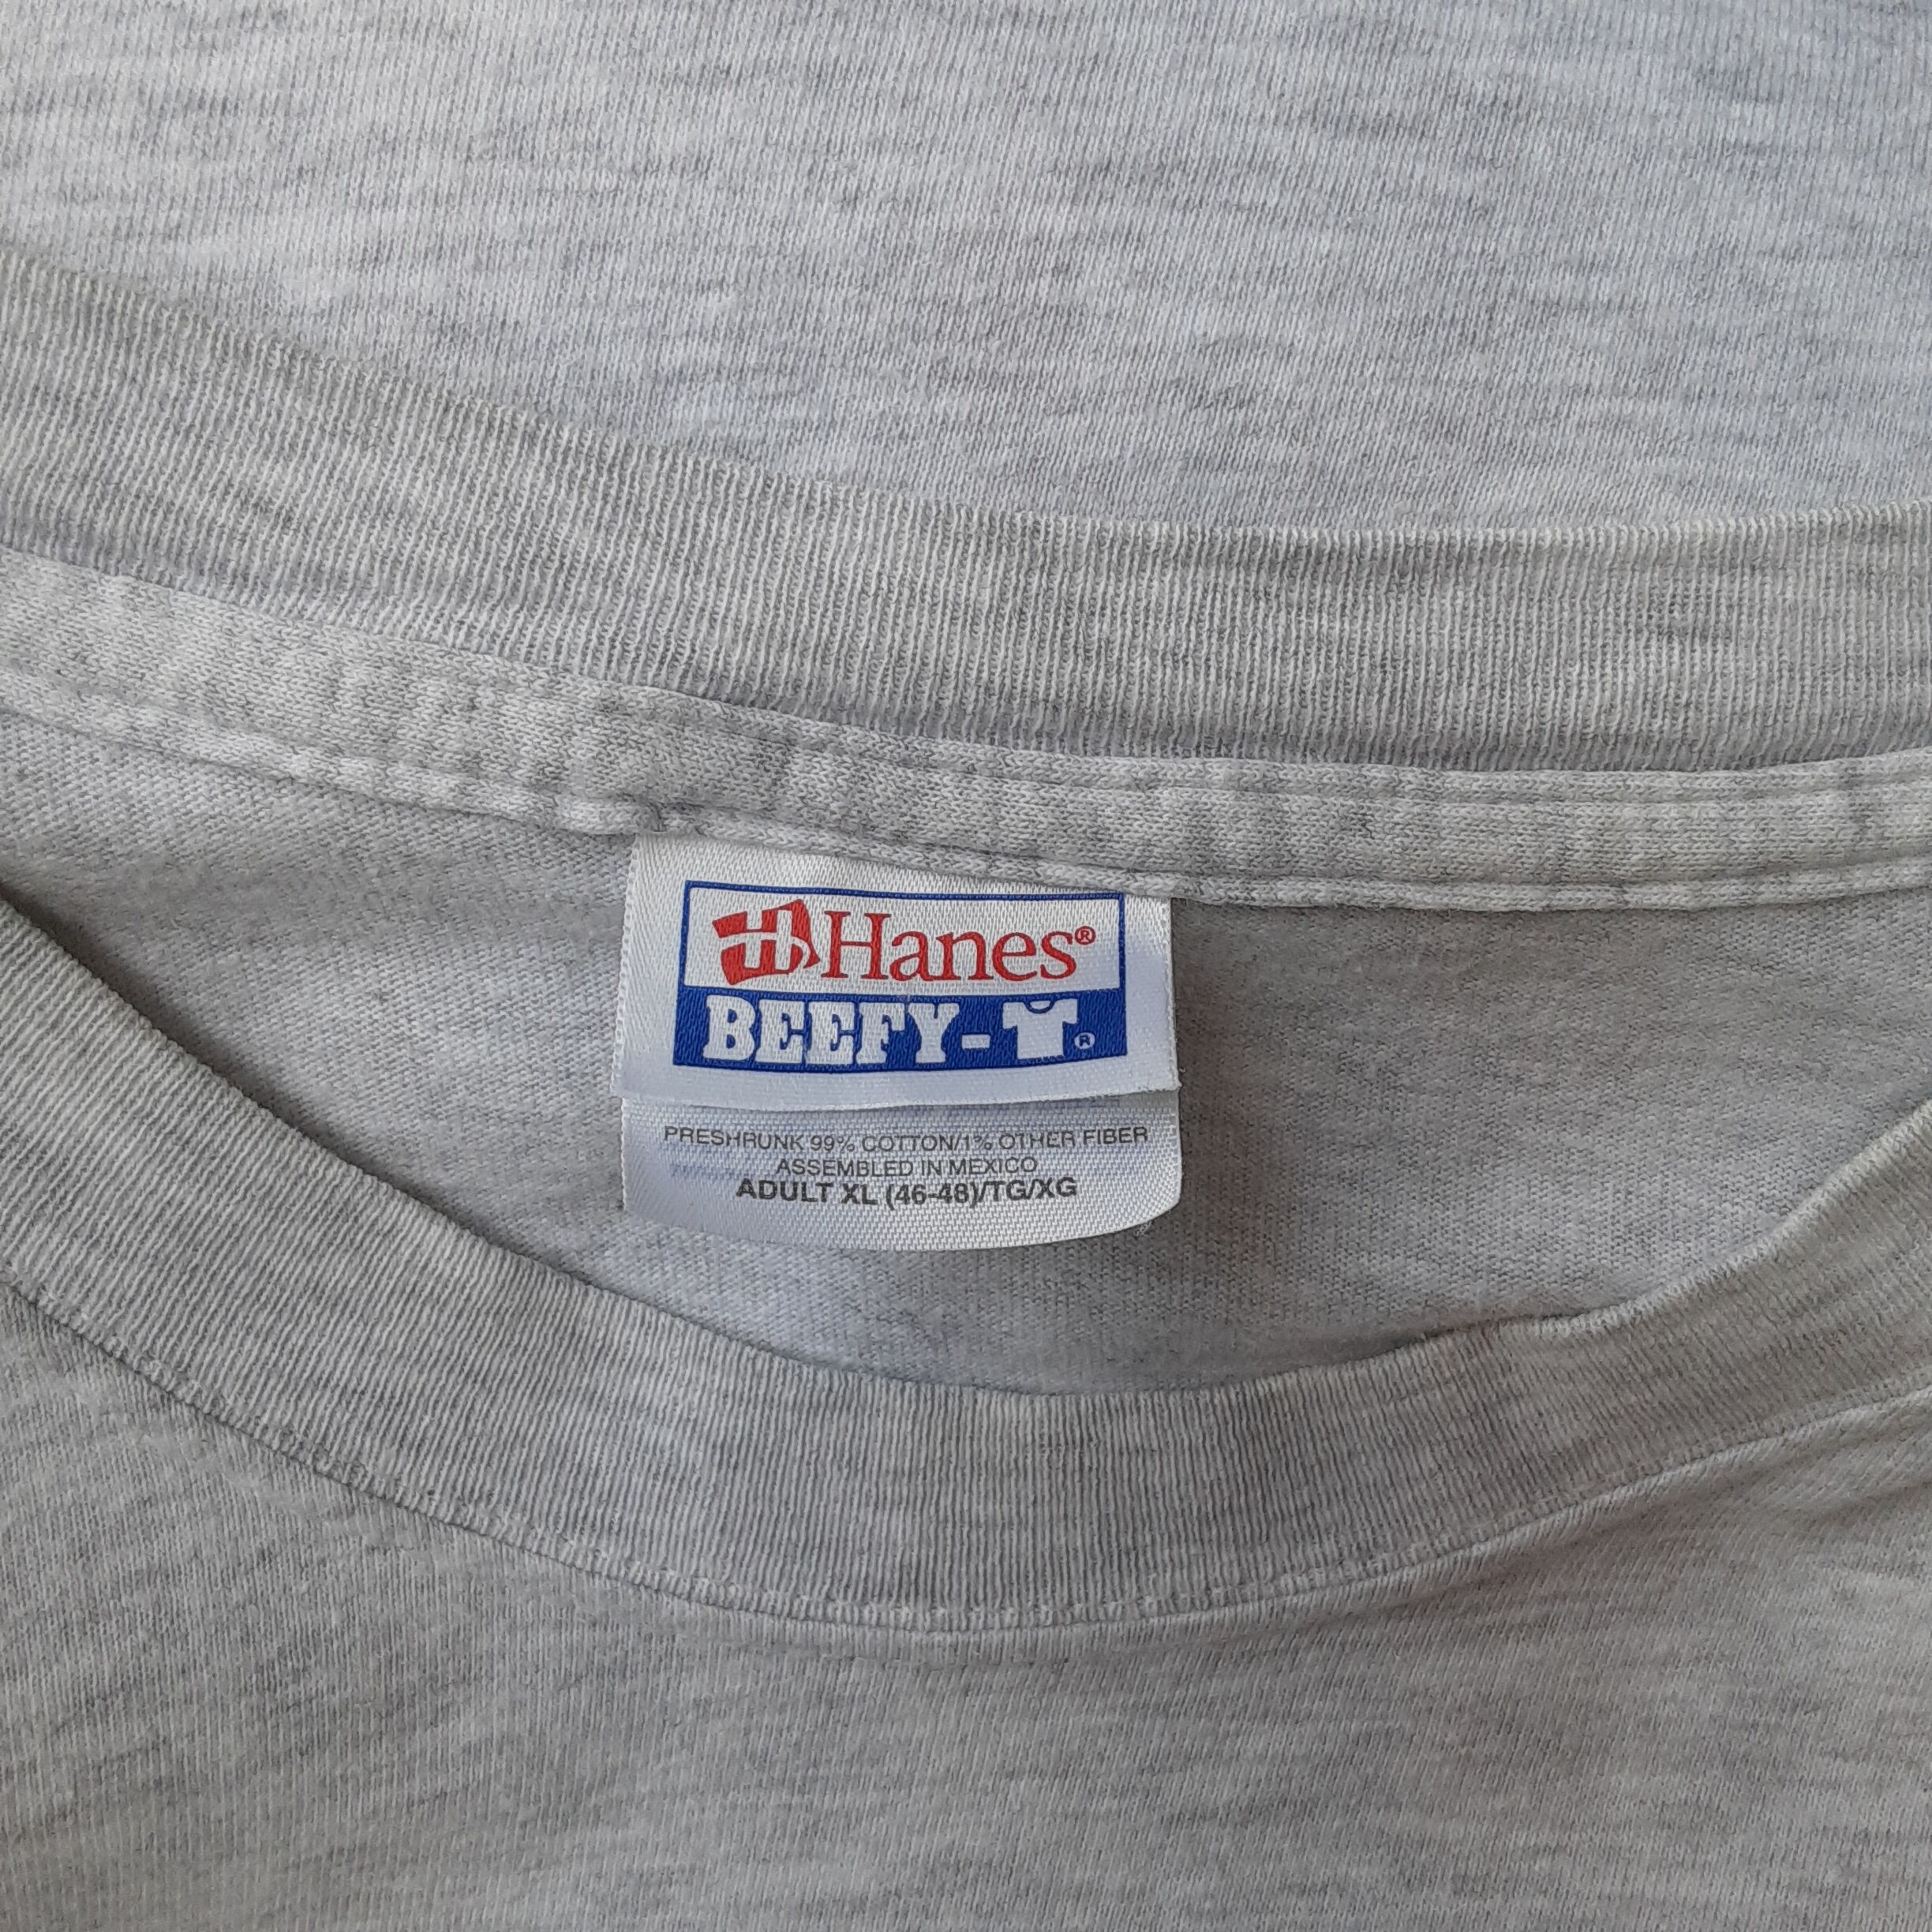 Hanes®
BEEFY-T®
PRESHRUNK 99% COTTON/1% OTHER FIBER
ASSEMBLED IN MEXICO
ADULT XL (46-48)/TG/XG